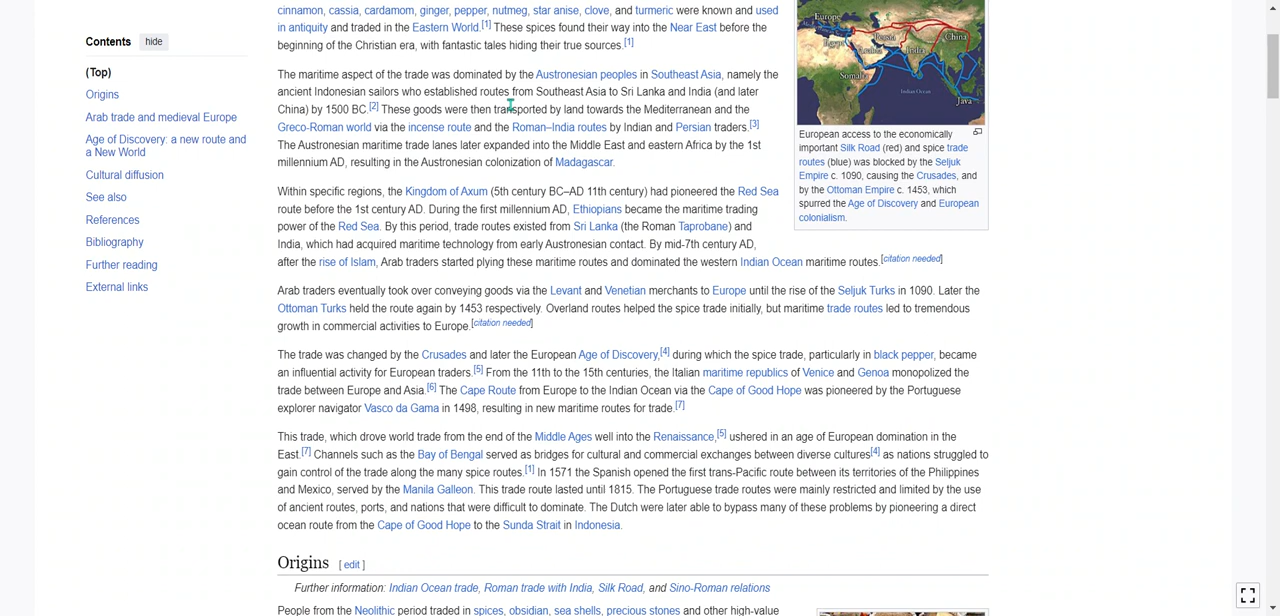 cinnamon, cassia, cardamom, ginger, pepper, nutmeg, star anise, clove, and turmeric were known and used
in antiquity and traded in the Eastern World.[1] These spices found their way into the Near East before the
beginning of the Christian era, with fantastic tales hiding their true sources.[1]
Contents hide
(Top)
Origins
Arab trade and medieval Europe
Age of Discovery: a new route and
a New World
Cultural diffusion
See also
References
Bibliography
Further reading
External links
The maritime aspect of the trade was dominated by the Austronesian peoples in Southeast Asia, namely the
ancient Indonesian sailors who established routes from Southeast Asia to Sri Lanka and India (and later
China) by 1500 BC.[2] These goods were then transported by land towards the Mediterranean and the
Greco-Roman world via the incense route and the Roman–India routes by Indian and Persian traders.[3]
The Austronesian maritime trade lanes later expanded into the Middle East and eastern Africa by the 1st
millennium AD, resulting in the Austronesian colonization of Madagascar.
Europe
Egypt
Arabia
Persia
India
China
Somalia
Indian Ocean
Java
European access to the economically
important Silk Road (red) and spice trade
routes (blue) was blocked by the Seljuk
Empire c. 1090, causing the Crusades, and
by the Ottoman Empire c. 1453, which
spurred the Age of Discovery and European
colonialism.
Within specific regions, the Kingdom of Axum (5th century BC–AD 11th century) had pioneered the Red Sea
route before the 1st century AD. During the first millennium AD, Ethiopians became the maritime trading
power of the Red Sea. By this period, trade routes existed from Sri Lanka (the Roman Taprobane) and
India, which had acquired maritime technology from early Austronesian contact. By mid-7th century AD,
after the rise of Islam, Arab traders started plying these maritime routes and dominated the western Indian Ocean maritime routes.[citation needed]
Arab traders eventually took over conveying goods via the Levant and Venetian merchants to Europe until the rise of the Seljuk Turks in 1090. Later the
Ottoman Turks held the route again by 1453 respectively. Overland routes helped the spice trade initially, but maritime trade routes led to tremendous
growth in commercial activities to Europe.[citation needed]
The trade was changed by the Crusades and later the European Age of Discovery,[4] during which the spice trade, particularly in black pepper, became
an influential activity for European traders.[5] From the 11th to the 15th centuries, the Italian maritime republics of Venice and Genoa monopolized the
trade between Europe and Asia.[6] The Cape Route from Europe to the Indian Ocean via the Cape of Good Hope was pioneered by the Portuguese
explorer navigator Vasco da Gama in 1498, resulting in new maritime routes for trade.[7]
This trade, which drove world trade from the end of the Middle Ages well into the Renaissance,[5] ushered in an age of European domination in the
East.[7] Channels such as the Bay of Bengal served as bridges for cultural and commercial exchanges between diverse cultures[4] as nations struggled to
gain control of the trade along the many spice routes.[1] In 1571 the Spanish opened the first trans-Pacific route between its territories of the Philippines
and Mexico, served by the Manila Galleon. This trade route lasted until 1815. The Portuguese trade routes were mainly restricted and limited by the use
of ancient routes, ports, and nations that were difficult to dominate. The Dutch were later able to bypass many of these problems by pioneering a direct
ocean route from the Cape of Good Hope to the Sunda Strait in Indonesia.
Origins [ edit ]
Further information: Indian Ocean trade, Roman trade with India, Silk Road, and Sino-Roman relations
People from the Neolithic period traded in spices, obsidian, sea shells, precious stones and other high-value